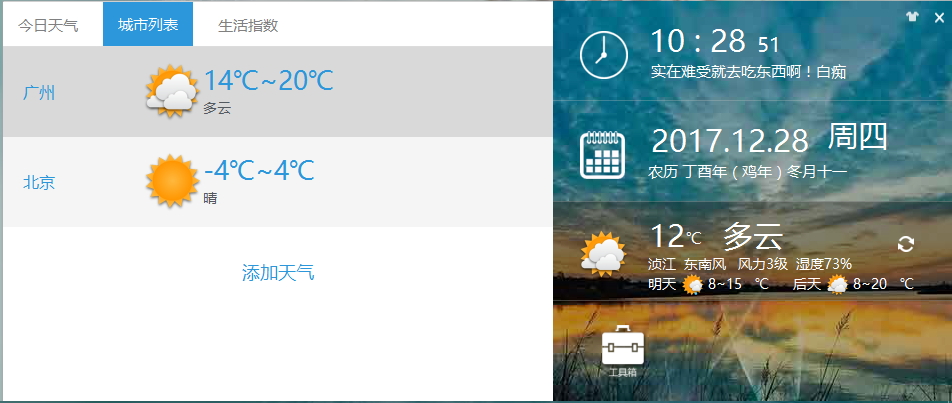 今日天气 城市列表 生活指数
广州
14℃~20℃
多云
北京
-4℃~4℃
晴
添加天气
10 : 28 51
实在难受就去吃东西啊！白痴
2017.12.28 周四
农历 丁酉年（鸡年）冬月十一
12℃ 多云
浈江 东南风 风力3级 湿度73%
明天 8~15 ℃ 后天 8~20 ℃
工具箱